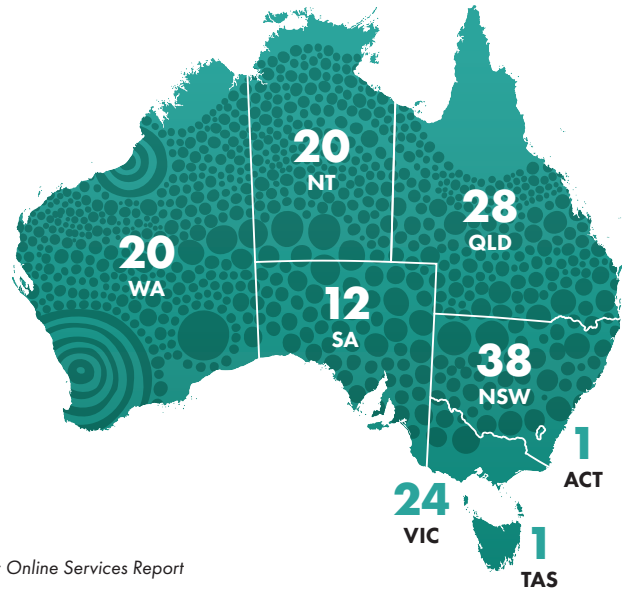 20
NT
28
QLD
20
WA
12
SA
38
NSW
1
ACT
24
VIC
1
TAS
Online Services Report